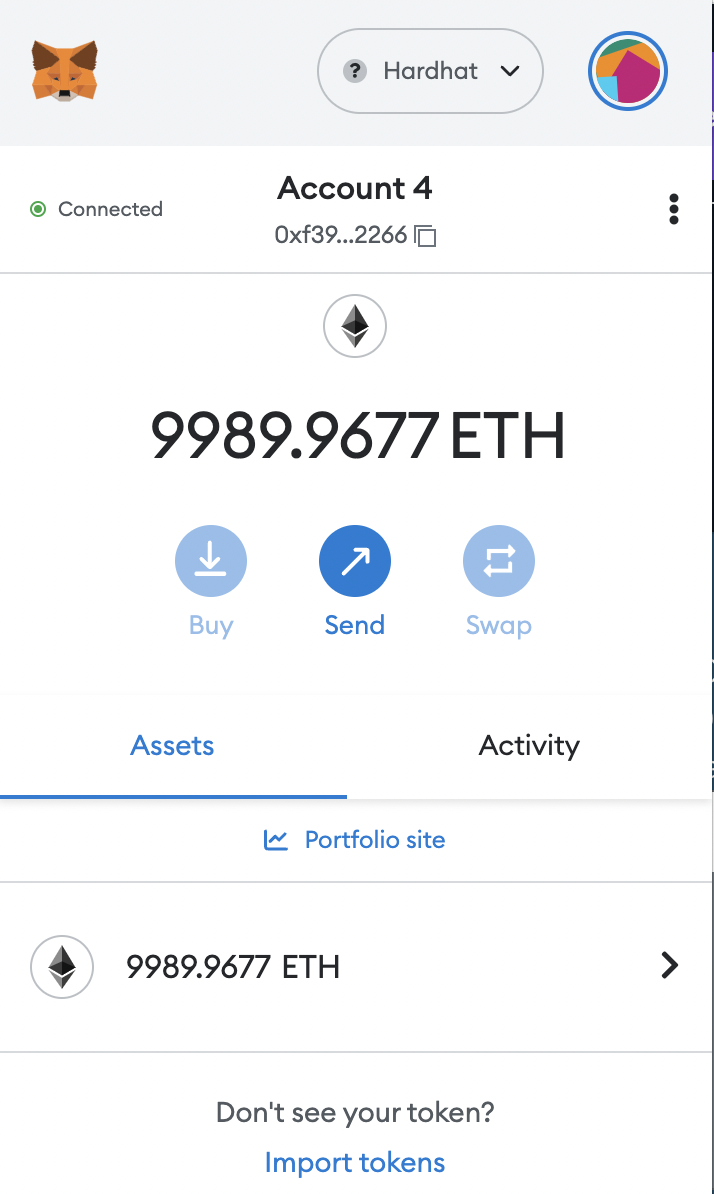 ? Hardhat
Account 4
Connected
0xf39...2266
9989.9677 ETH
Buy Send Swap
Assets Activity
Portfolio site
9989.9677 ETH
Don't see your token?
Import tokens